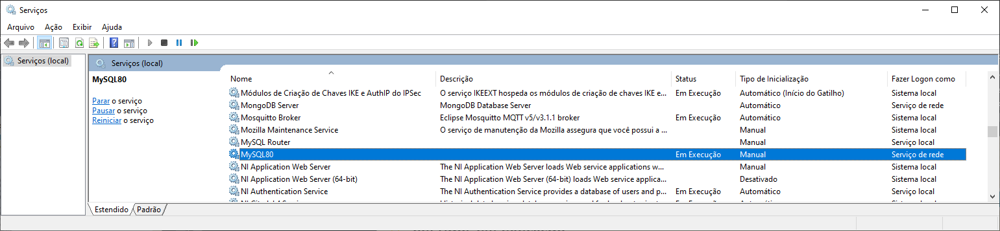 Serviços
Arquivo Ação Exibir Ajuda
Serviços (local)
Serviços (local)
MySQL80
Parar o serviço
Pausar o serviço
Reiniciar o serviço
Nome Descrição Status Tipo de Inicialização Fazer Logon como
Módulos de Criação de Chaves IKE e AuthIP do IPSec O serviço IKEEXT hospeda os módulos de criação de chaves IKE e... Em Execução Automático (Início do Gatilho) Sistema local
MongoDB Server MongoDB Database Server Automático Serviço de rede
Mosquitto Broker Eclipse Mosquitto MQTT v5/v3.1.1 broker Em Execução Automático Sistema local
Mozilla Maintenance Service O serviço de manutenção da Mozilla assegura que você possui a ... Manual Sistema local
MySQL Router Manual Serviço local
MySQL80 Em Execução Manual Serviço de rede
NI Application Web Server The NI Application Web Server loads Web service applications w... Manual Sistema local
NI Application Web Server (64-bit) The NI Application Web Server (64-bit) loads Web service applica... Desativado Sistema local
NI Authentication Service The NI Authentication Service provides a database of users and p... Em Execução Automático Serviço local
Estendido Padrão